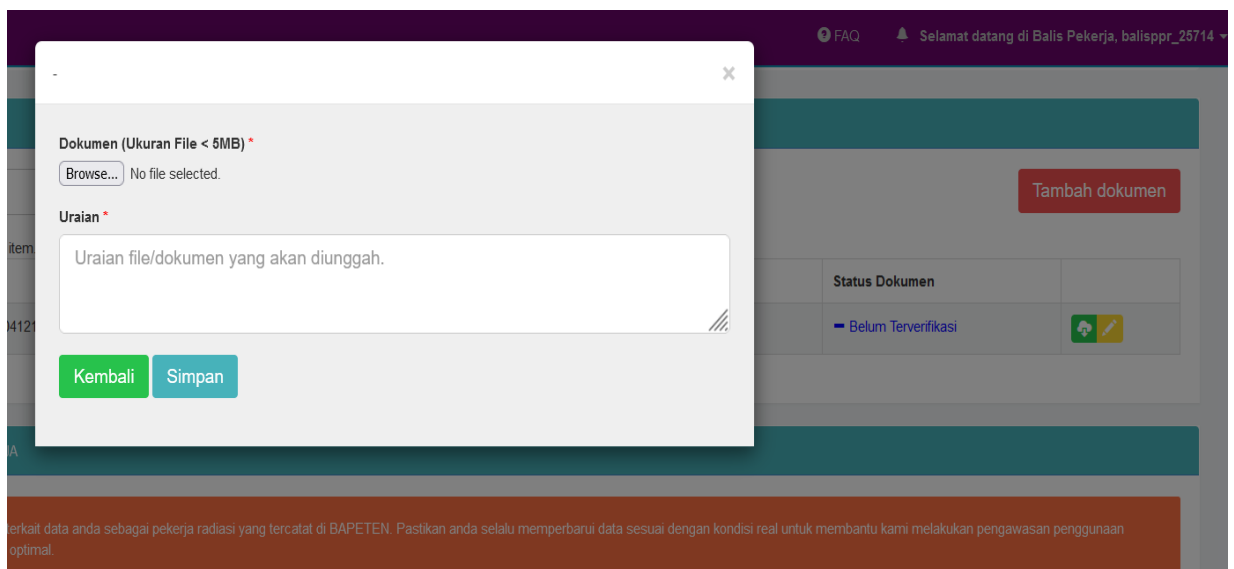 FAQ Selamat datang di Balis Pekerja, balisppr_25714
-
×
Dokumen (Ukuran File < 5MB) *
Browse... No file selected.
Tambah dokumen
Uraian *
item.
Uraian file/dokumen yang akan diunggah.
Status Dokumen
04121
Belum Terverifikasi
Kembali Simpan
IA
terkait data anda sebagai pekerja radiasi yang tercatat di BAPETEN. Pastikan anda selalu memperbarui data sesuai dengan kondisi real untuk membantu kami melakukan pengawasan penggunaan
optimal.